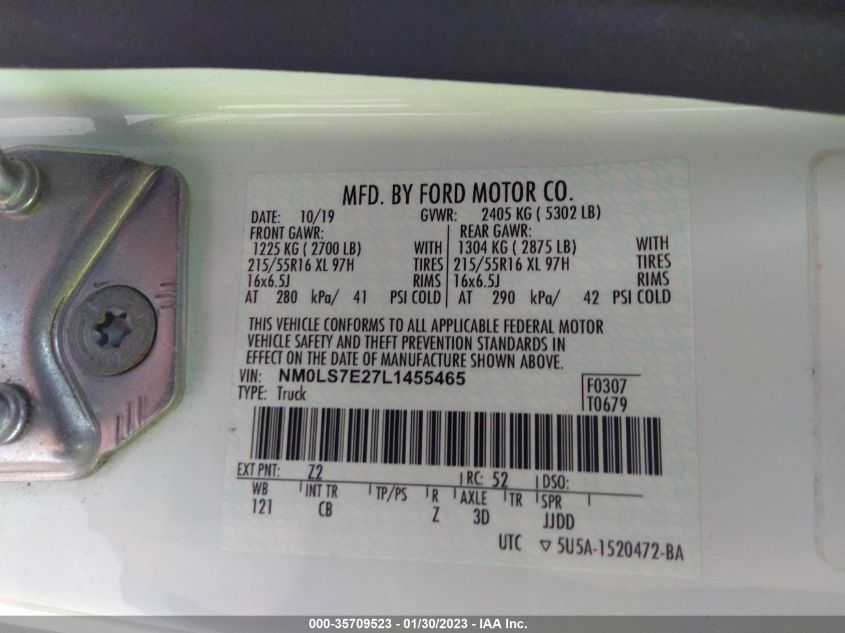 MFD. BY FORD MOTOR CO.
DATE: 10/19 GVWR: 2405 KG ( 5302 LB)
FRONT GAWR: REAR GAWR:
1225 KG ( 2700 LB) WITH 1304 KG ( 2875 LB) WITH
215/55R16 XL 97H TIRES 215/55R16 XL 97H TIRES
16x6.5J RIMS 16x6.5J RIMS
AT 280 kPa/ 41 PSI COLD AT 290 kPa/ 42 PSI COLD
THIS VEHICLE CONFORMS TO ALL APPLICABLE FEDERAL MOTOR
VEHICLE SAFETY AND THEFT PREVENTION STANDARDS IN
EFFECT ON THE DATE OF MANUFACTURE SHOWN ABOVE.
VIN: NM0LS7E27L1455465 F0307
TYPE: Truck T0679
EXT PNT: Z2 RC: 52 DSO:
WB INT TR TP/PS R AXLE TR SPR
121 CB Z 3D JJDD
UTC ▽ 5U5A-1520472-BA
000-35709523 - 01/30/2023 - IAA Inc.